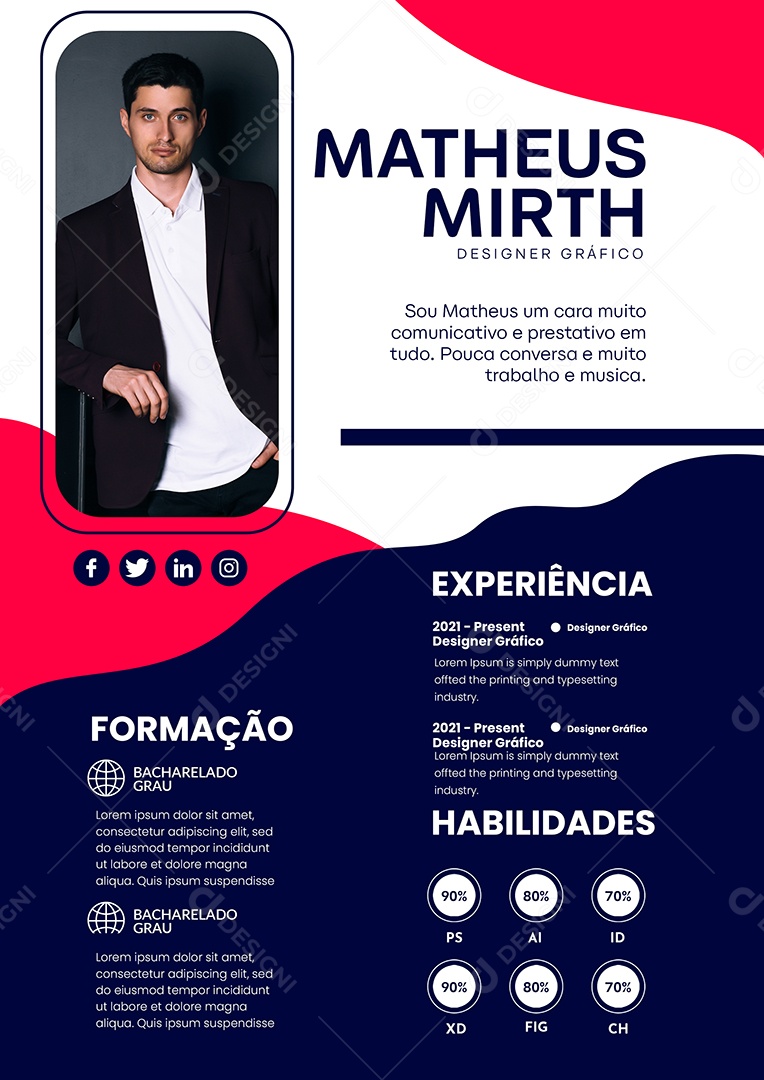 MATHEUS
MIRTH
DESIGNER GRÁFICO
Sou Matheus um cara muito
comunicativo e prestativo em
tudo. Pouca conversa e muito
trabalho e musica.
EXPERIÊNCIA
2021 - Present
Designer Gráfico
Designer Gráfico
Lorem Ipsum is simply dummy text
offted the printing and typesetting
industry.
2021 - Present
Designer Gráfico
Designer Gráfico
Lorem Ipsum is simply dummy text
offted the printing and typesetting
industry.
FORMAÇÃO
BACHARELADO
GRAU
Lorem ipsum dolor sit amet,
consectetur adipiscing elit, sed
do eiusmod tempor incididunt
ut labore et dolore magna
aliqua. Quis ipsum suspendisse
BACHARELADO
GRAU
Lorem ipsum dolor sit amet,
consectetur adipiscing elit, sed
do eiusmod tempor incididunt
ut labore et dolore magna
aliqua. Quis ipsum suspendisse
HABILIDADES
90% 80% 70%
PS AI ID
90% 80% 70%
XD FIG CH
DESIGNI